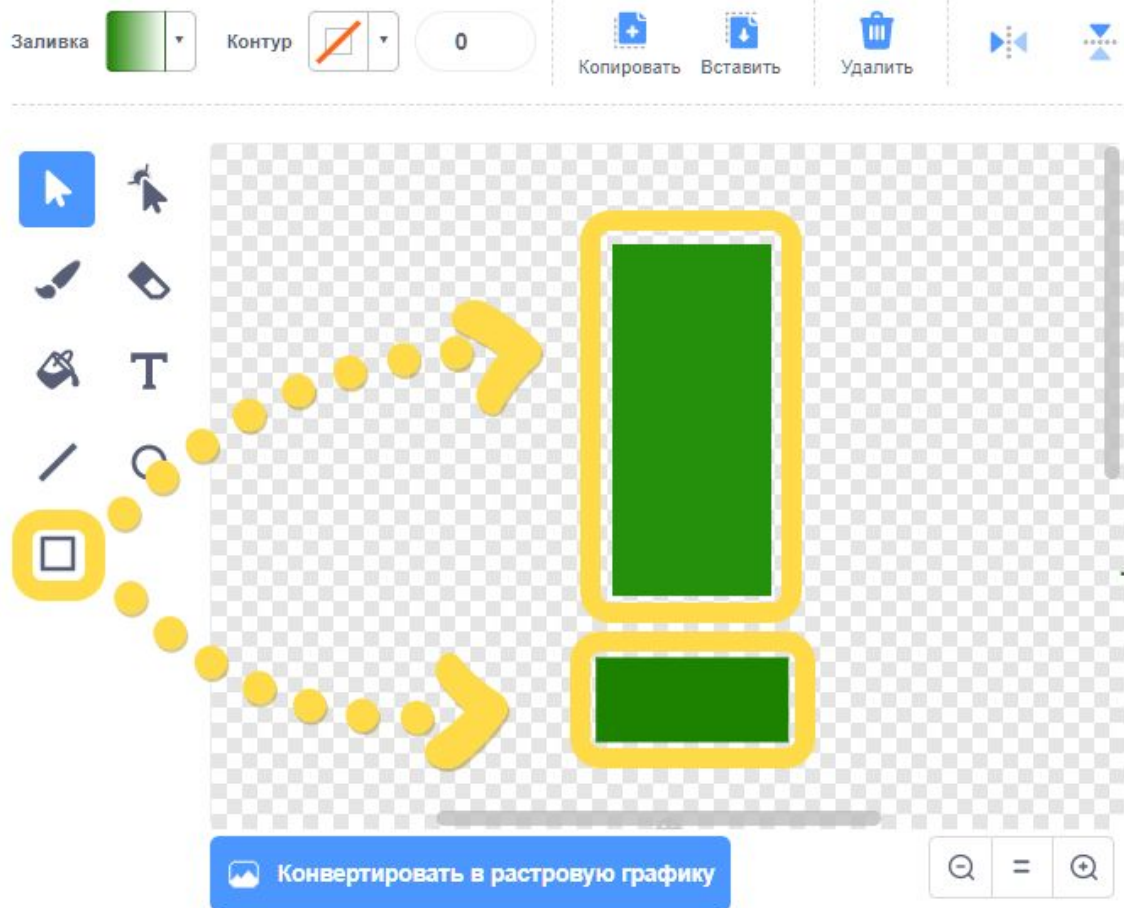 Заливка
Контур
0
Копировать
Вставить
Удалить
T
Конвертировать в растровую графику